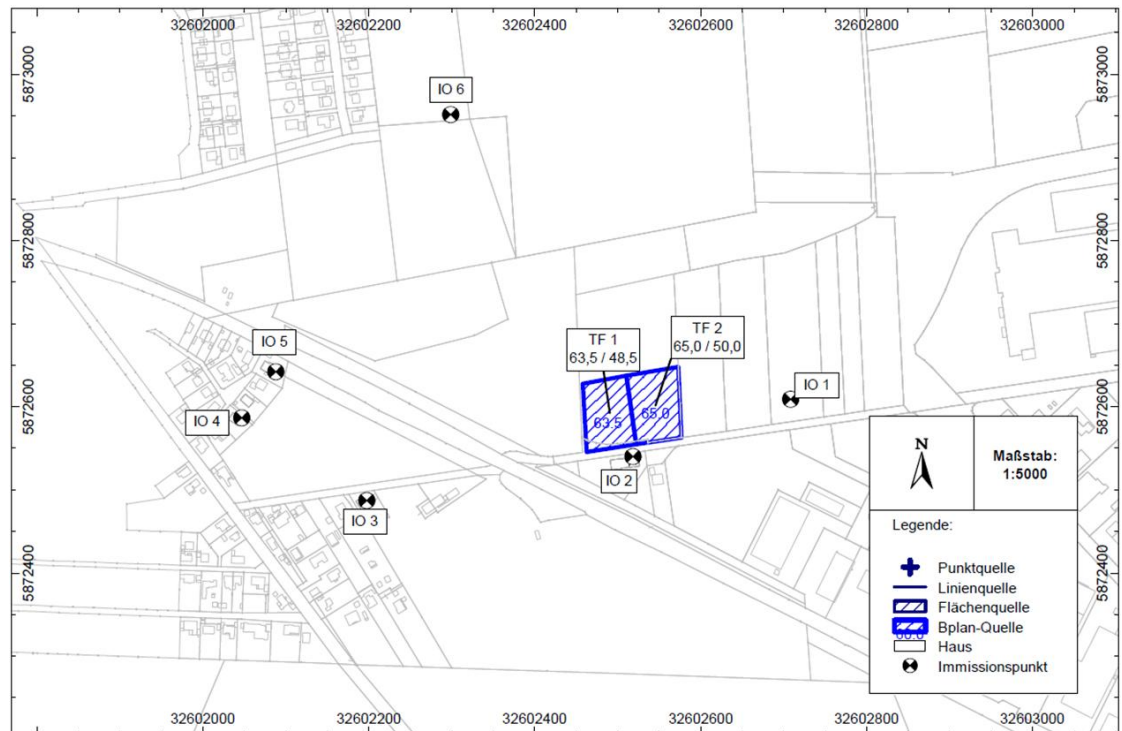 32602000 32602200 32602400 32602600 32602800 32603000
5873000
5873000
IO 6
5872800
5872800
TF 2
65,0 / 50,0
TF 1
63,5 / 48,5
IO 5
IO 1
5872600
5872600
65.0
63.5
IO 4
IO 2
IO 3
N
Maßstab:
1:5000
Legende:
Punktquelle
Linienquelle
Flächenquelle
Bplan-Quelle
60.0
Haus
Immissionspunkt
5872400
5872400
32602000 32602200 32602400 32602600 32602800 32603000